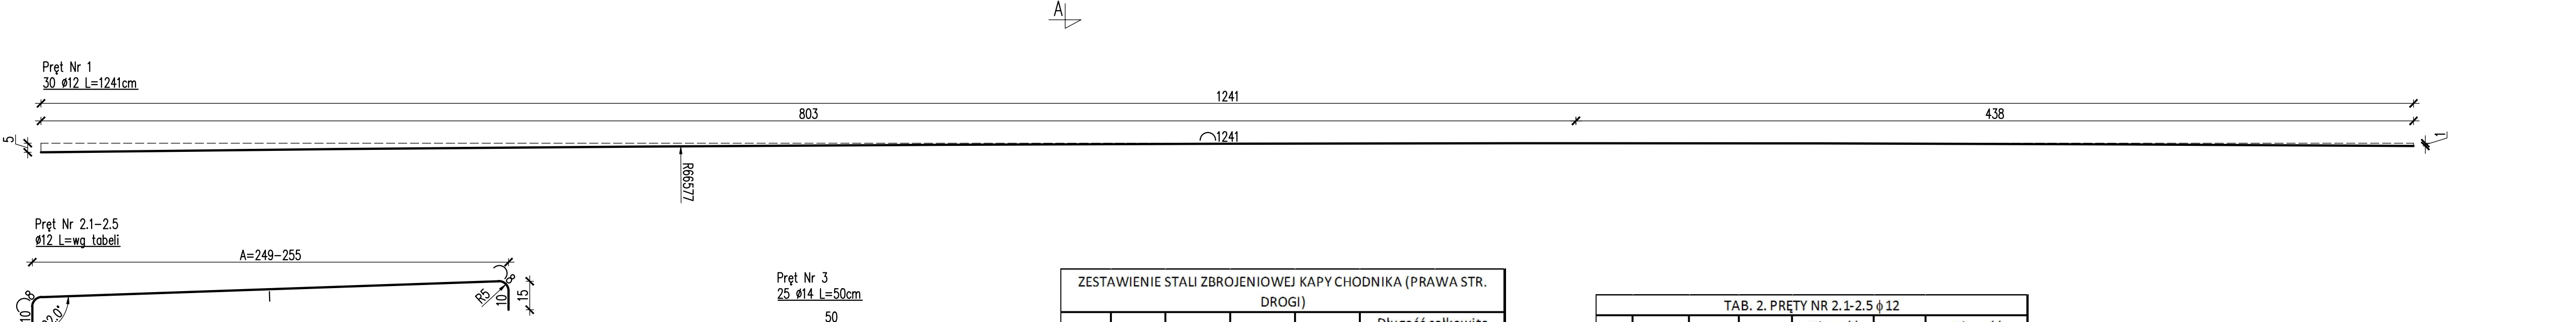 A
Pręt Nr 1
30 ø12 L=1241cm
1241
803
438
5
1241
1
R66577
Pręt Nr 2.1-2.5
ø12 L=wg tabeli
A=249-255
8
8
R5
10
15
10
Pręt Nr 3
25 ø14 L=50cm
50
ZESTAWIENIE STALI ZBROJENIOWEJ KAPY CHODNIKA (PRAWA STR.
DROGI)
TAB. 2. PRĘTY NR 2.1-2.5 ϕ 12